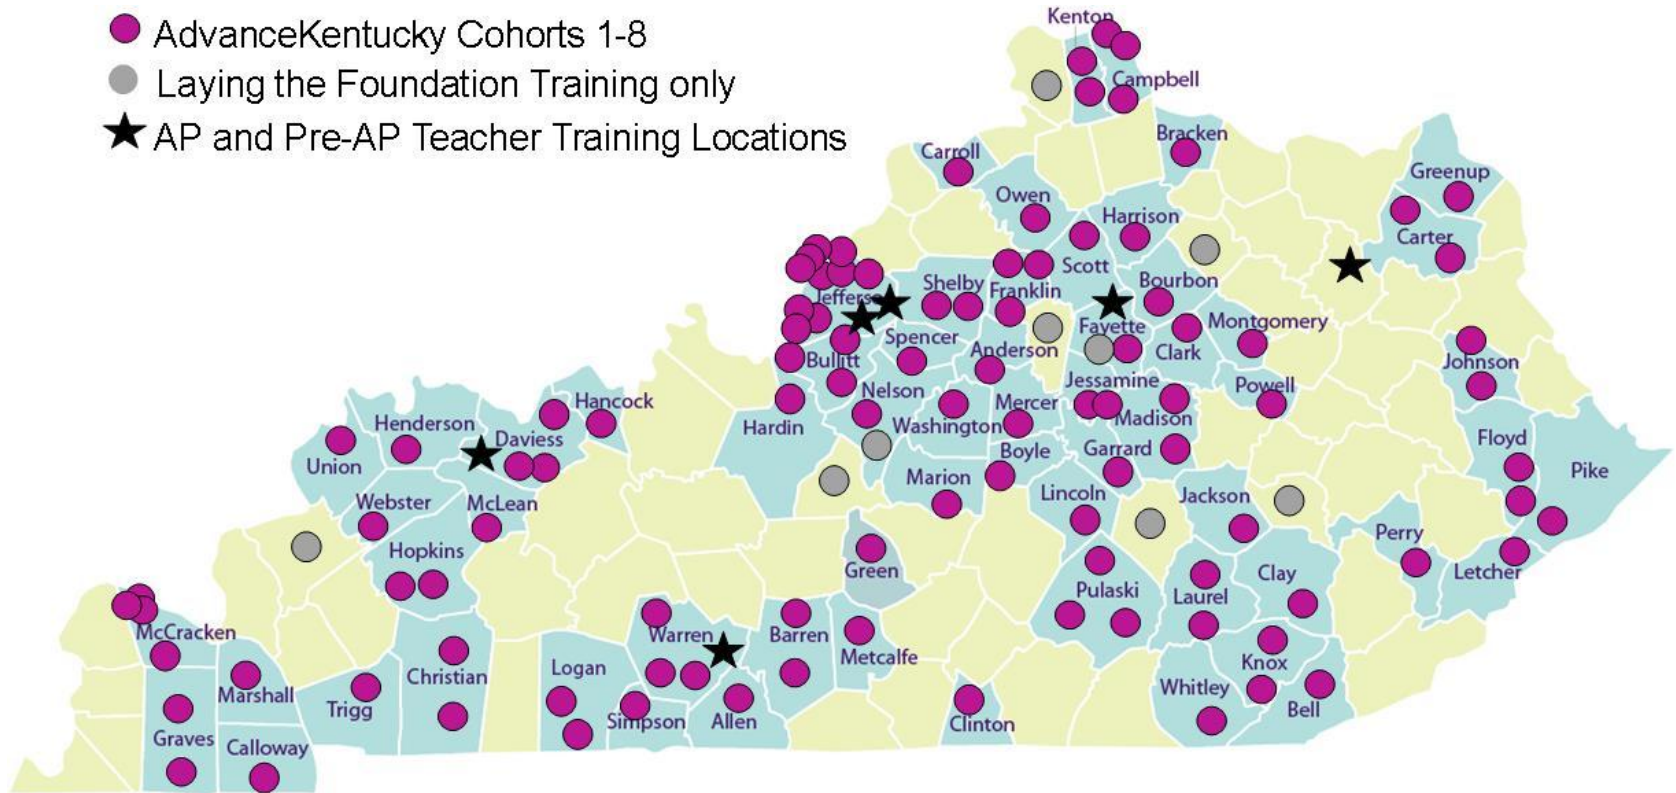 AdvanceKentucky Cohorts 1-8
Laying the Foundation Training only
AP and Pre-AP Teacher Training Locations
Kenton
Campbell
Bracken
Carroll
Greenup
Owen
Harrison
Carter
Scott
Shelby
Franklin
Bourbon
Jefferso
Spencer
Fayette
Montgomery
Anderson
Clark
Bullitt
Johnson
Nelson
Jessamine
Powell
Hancock
Mercer
Madison
Henderson
Hardin
Washington
Daviess
Floyd
Union
Boyle
Garrard
Pike
Marion
Lincoln
Jackson
Webster
McLean
Perry
Hopkins
Green
Clay
Letcher
Pulaski
Laurel
McCracken
Warren
Barren
Metcalfe
Knox
Logan
Christian
Marshall
Whitley
Trigg
Simpson
Allen
Clinton
Bell
Graves
Calloway